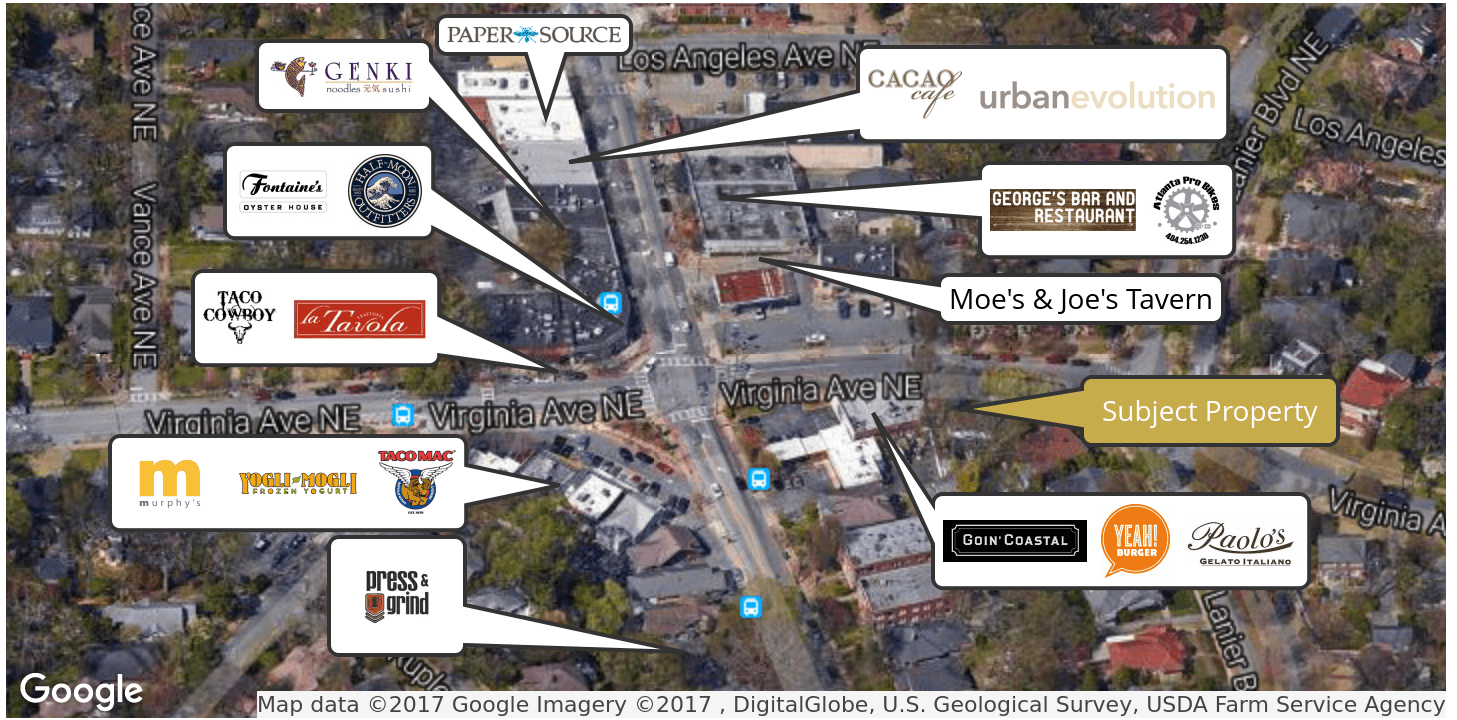 ce Ave NE
PAPER SOURCE
Los Angeles Ave N
GENKI
noodles 元気 sushi
CACAO
cafe
urbanevolution
Lanier Blvd NE
Los Angeles
Fontaine's
OYSTER HOUSE
HALF-MOON
OUTFITTERS
Vance Ave NE
GEORGE'S BAR AND
RESTAURANT
Atlanta Pro Bikes
404.254.1230
TACO
COWBOY
la Tavola
TRATTORIA
Moe's & Joe's Tavern
Virginia Ave NE
Virginia Ave NE
Virginia Ave NE
Subject Property
m
murphy's
YOGLI MOGLI
FROZEN YOGURT
TACO MAC
GOIN' COASTAL
YEAH!
BURGER
Paolo's
GELATO ITALIANO
Virginia A
press &
grind
Lanier B
Google
Map data ©2017 Google Imagery ©2017 , DigitalGlobe, U.S. Geological Survey, USDA Farm Service Agency